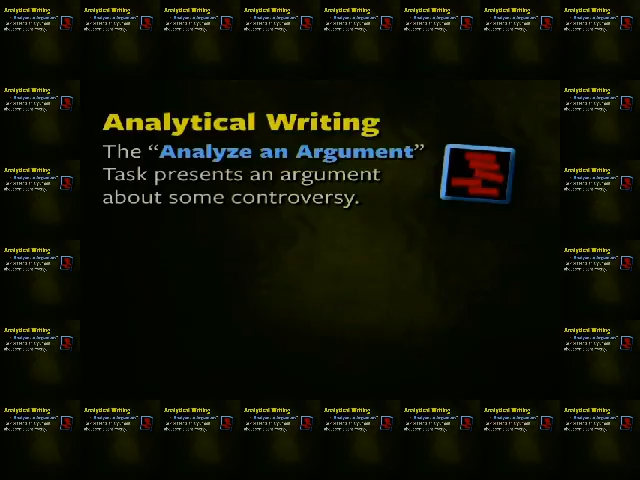 Analytical Writing
The “Analyze an Argument”
Task presents an argument
about some controversy.